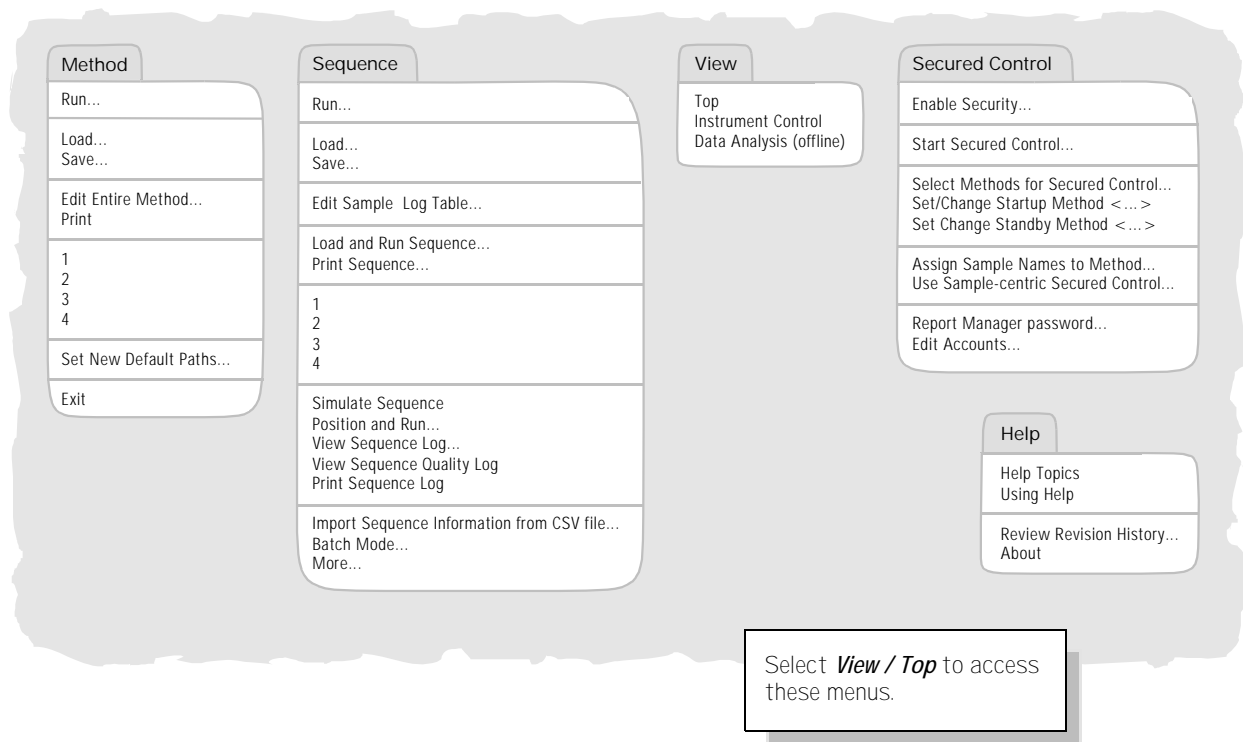 Method
Run...
Load...
Save...
Edit Entire Method...
Print
1
2
3
4
Set New Default Paths...
Exit
Sequence
Run...
Load...
Save...
Edit Sample  Log Table...
Load and Run Sequence...
Print Sequence...
1
2
3
4
Simulate Sequence
Position and Run...
View Sequence Log...
View Sequence Quality Log
Print Sequence Log
Import Sequence Information from CSV file...
Batch Mode...
More...
View
Top
Instrument Control
Data Analysis (offline)
Secured Control
Enable Security...
Start Secured Control...
Select Methods for Secured Control...
Set/Change Startup Method <...>
Set Change Standby Method <...>
Assign Sample Names to Method...
Use Sample-centric Secured Control...
Report Manager password...
Edit Accounts...
Help
Help Topics
Using Help
Review Revision History...
About
Select View / Top to access
these menus.